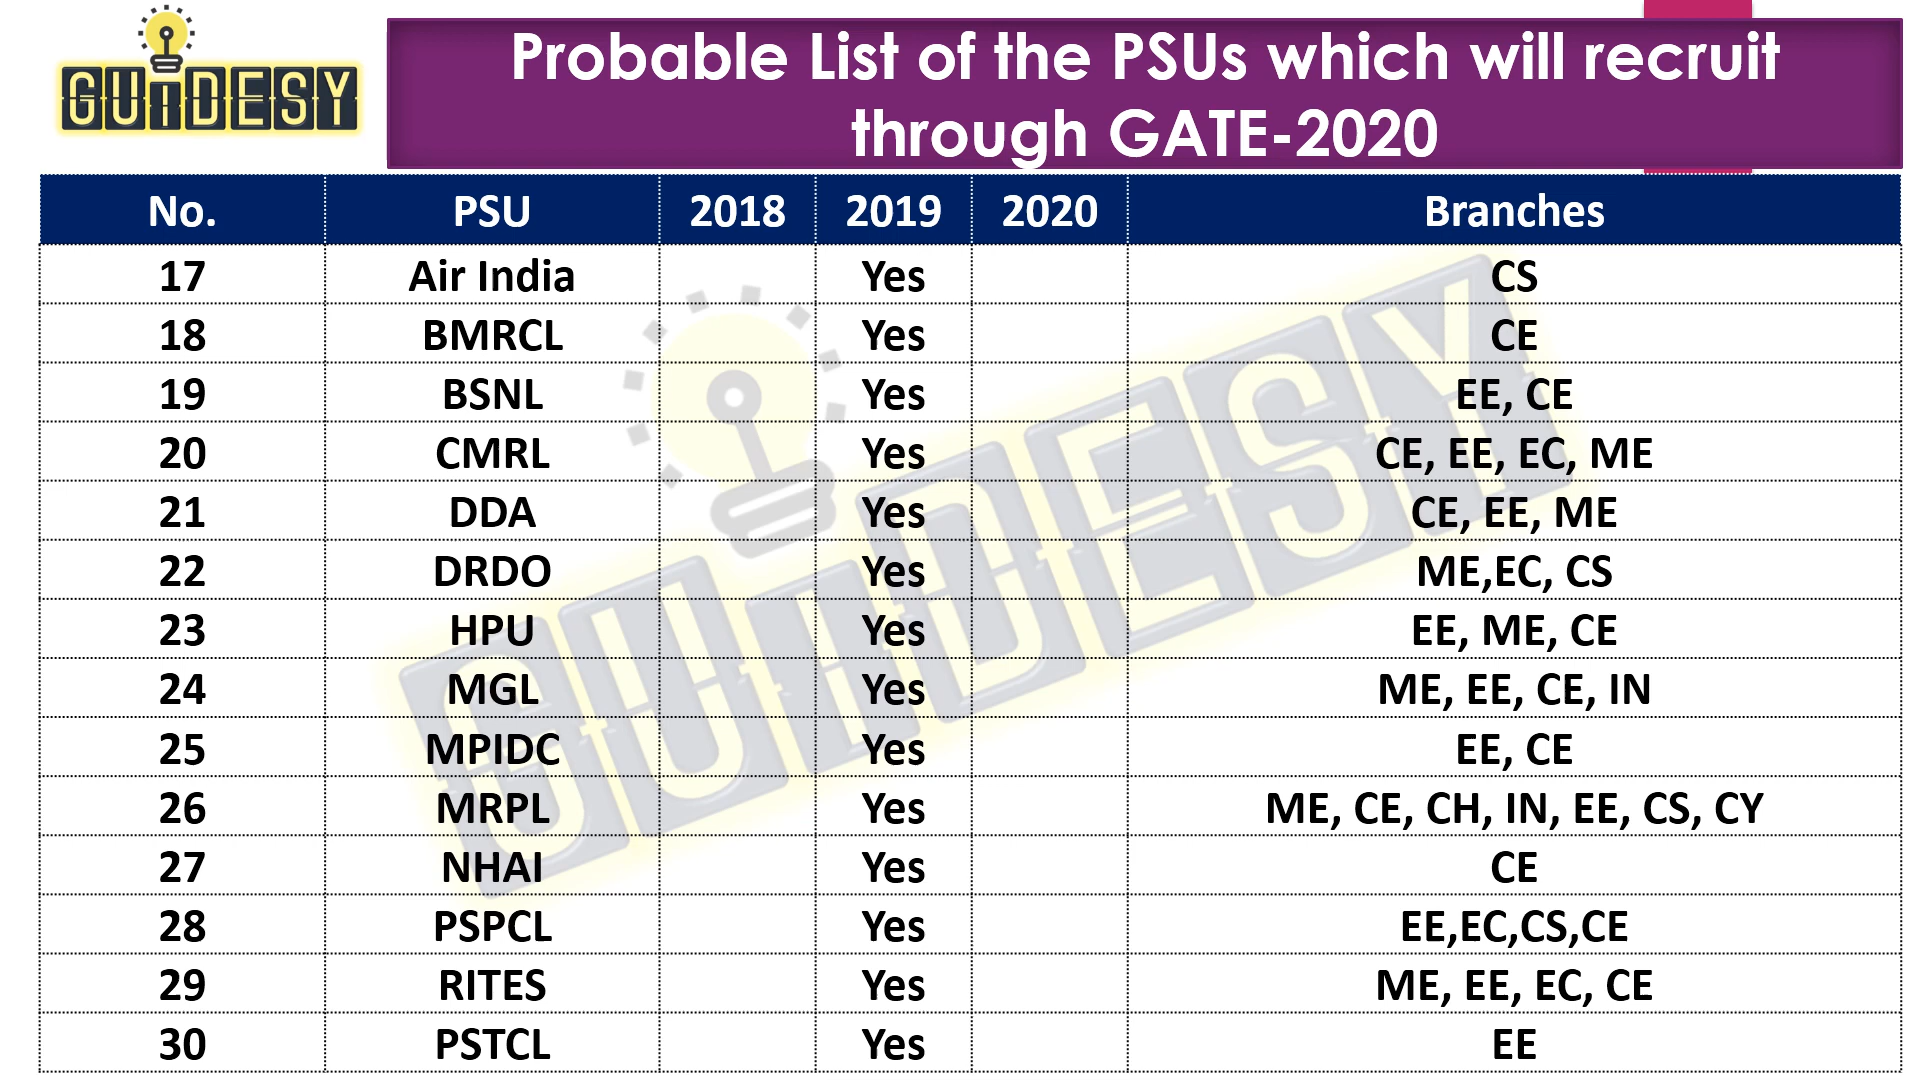 GUIDESY
Probable List of the PSUs which will recruit
through GATE-2020
No. PSU 2018 2019 2020 Branches
17 Air India Yes CS
18 BMRCL Yes CE
19 BSNL Yes EE, CE
20 CMRL Yes CE, EE, EC, ME
21 DDA Yes CE, EE, ME
22 DRDO Yes ME,EC, CS
23 HPU Yes EE, ME, CE
24 MGL Yes ME, EE, CE, IN
25 MPIDC Yes EE, CE
26 MRPL Yes ME, CE, CH, IN, EE, CS, CY
27 NHAI Yes CE
28 PSPCL Yes EE,EC,CS,CE
29 RITES Yes ME, EE, EC, CE
30 PSTCL Yes EE
GUIDESY